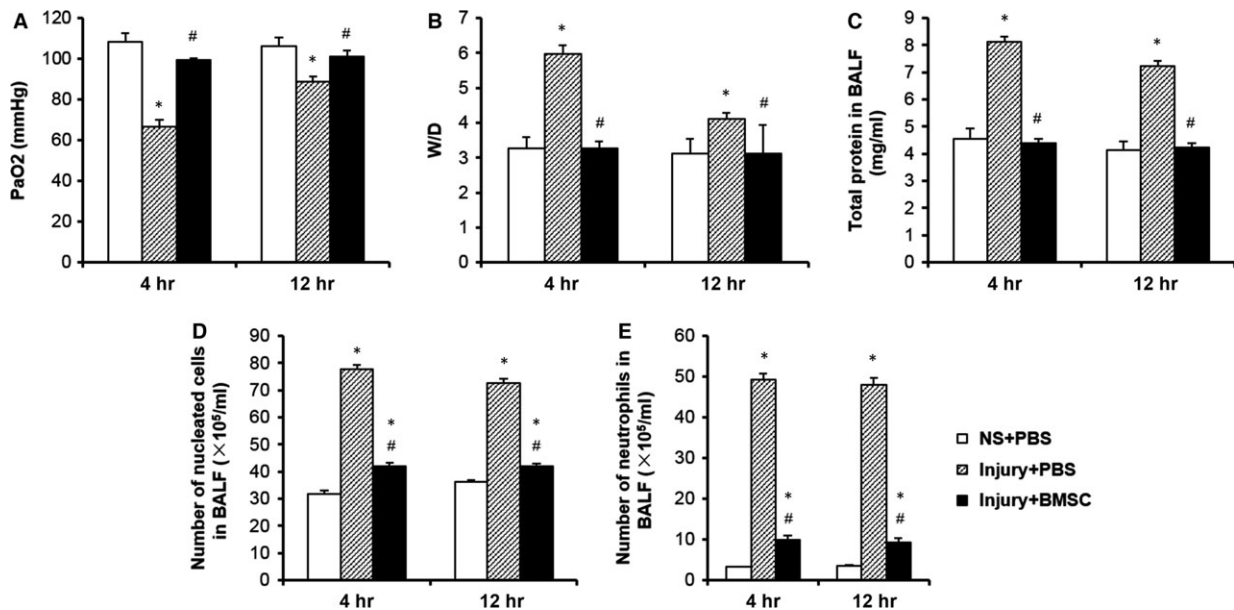 A
PaO2 (mmHg)
120
100
80
60
40
20
0
*
#
*
#
4 hr
12 hr
B
W/D
7
6
5
4
3
2
1
0
*
#
*
#
4 hr
12 hr
C
Total protein in BALF
(mg/ml)
9
8
7
6
5
4
3
2
1
0
*
#
*
#
4 hr
12 hr
D
Number of nucleated cells
in BALF (×10⁵/ml)
90
80
70
60
50
40
30
20
10
0
*
*
#
*
*
#
4 hr
12 hr
E
Number of neutrophils in
BALF (×10⁵/ml)
60
50
40
30
20
10
0
*
*
#
*
*
#
4 hr
12 hr
NS+PBS
Injury+PBS
Injury+BMSC